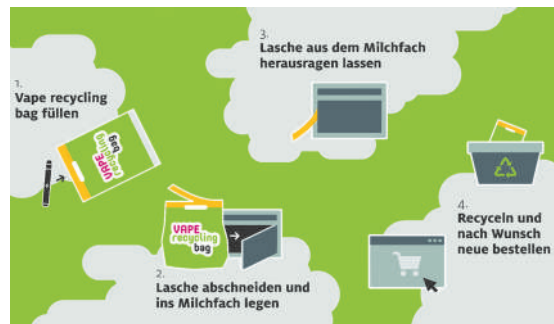 1.
Vape recycling
bag füllen
VAPE
recycling
bag
2.
Lasche abschneiden und
ins Milchfach legen
VAPE
recycling
bag
3.
Lasche aus dem Milchfach
herausragen lassen
4.
Recyceln und
nach Wunsch
neue bestellen